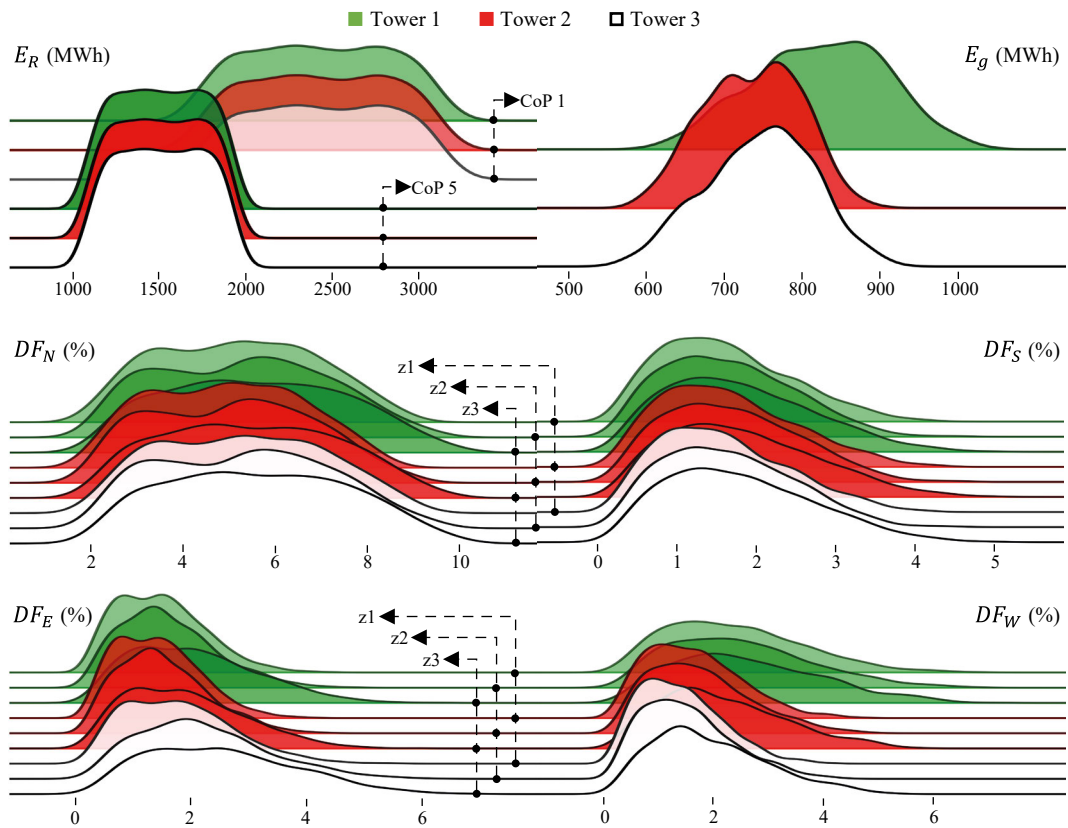 Tower 1 Tower 2 Tower 3
E_R (MWh) E_g (MWh)
CoP 1
CoP 5
1000 1500 2000 2500 3000 500 600 700 800 900 1000
DF_N (%) DF_S (%)
z1
z2
z3
2 4 6 8 10 0 1 2 3 4 5
DF_E (%) DF_W (%)
z1
z2
z3
0 2 4 6 0 2 4 6